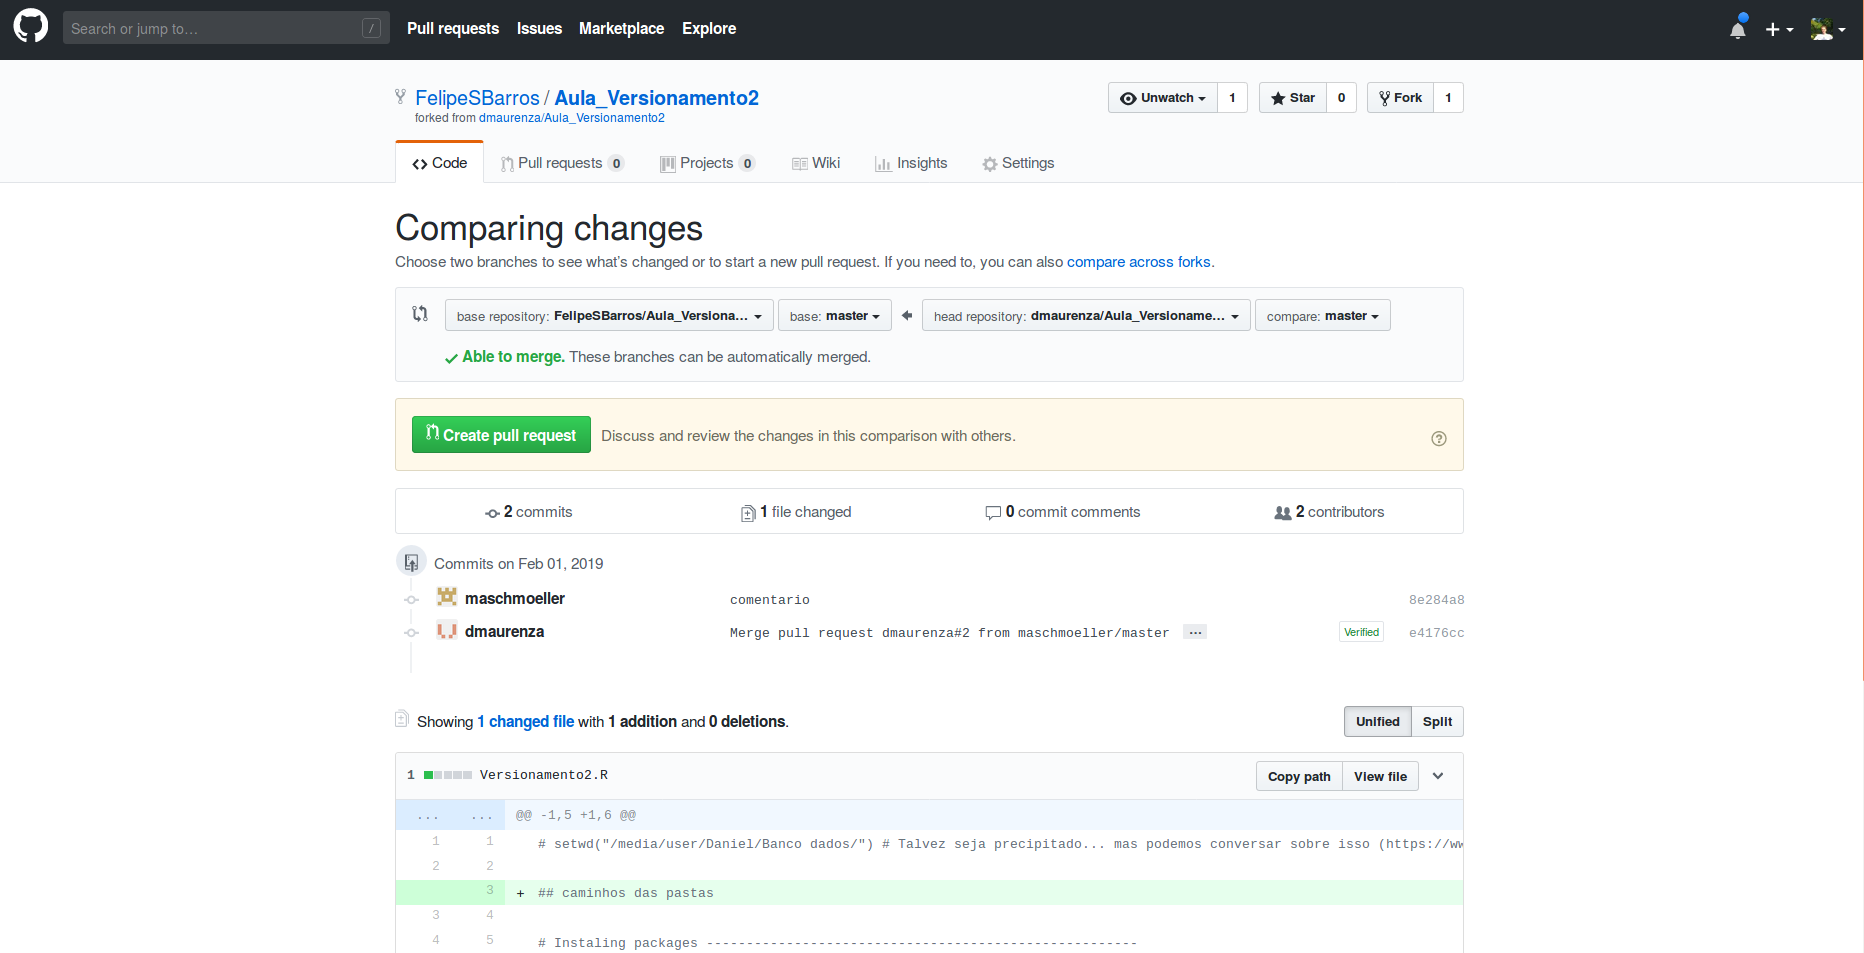 Search or jump to… / Pull requests Issues Marketplace Explore
FelipeSBarros / Aula_Versionamento2 Unwatch 1 Star 0 Fork 1
forked from dmaurenza/Aula_Versionamento2
Code Pull requests 0 Projects 0 Wiki Insights Settings
Comparing changes
Choose two branches to see what's changed or to start a new pull request. If you need to, you can also compare across forks.
base repository: FelipeSBarros/Aula_Versiona… base: master head repository: dmaurenza/Aula_Versioname… compare: master
Able to merge. These branches can be automatically merged.
Create pull request Discuss and review the changes in this comparison with others.
2 commits 1 file changed 0 commit comments 2 contributors
Commits on Feb 01, 2019
maschmoeller comentario 8e284a8
dmaurenza Merge pull request dmaurenza#2 from maschmoeller/master … Verified e4176cc
Showing 1 changed file with 1 addition and 0 deletions. Unified Split
1 Versionamento2.R Copy path View file
... ... @@ -1,5 +1,6 @@
1 1 # setwd("/media/user/Daniel/Banco dados/") # Talvez seja precipitado... mas podemos conversar sobre isso (https://ww
2 2
3 + ## caminhos das pastas
3 4
4 5 # Instaling packages ------------------------------------------------------